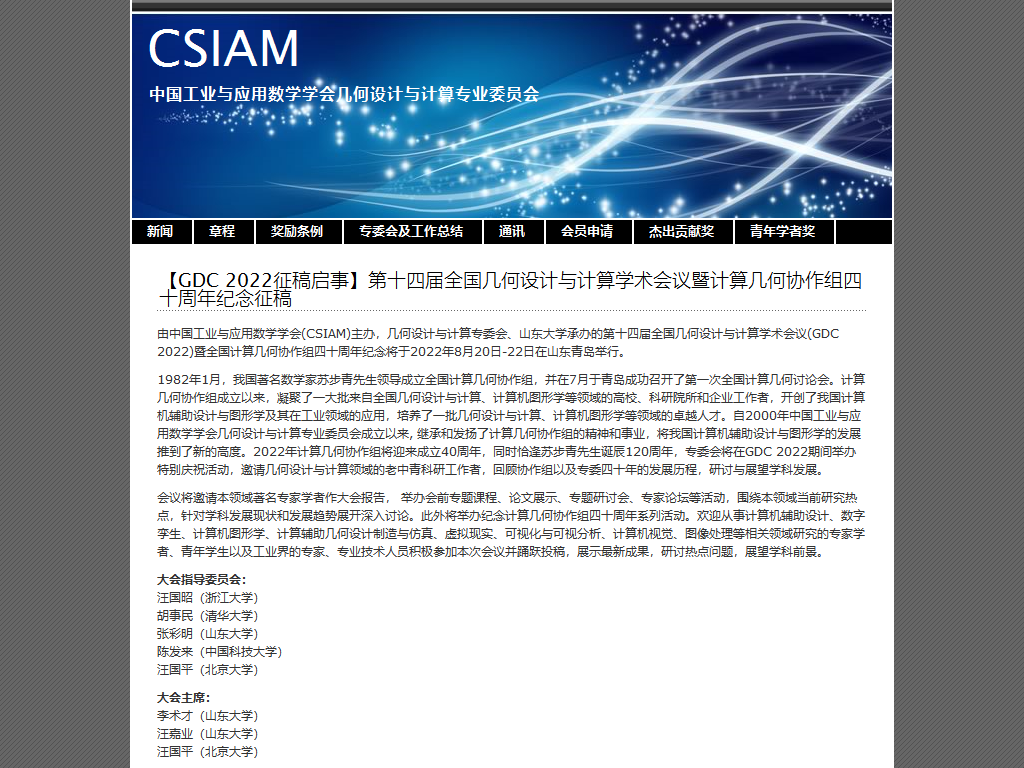 CSIAM
中国工业与应用数学学会几何设计与计算专业委员会
新闻 章程 奖励条例 专委会及工作总结 通讯 会员申请 杰出贡献奖 青年学者奖
【GDC 2022征稿启事】第十四届全国几何设计与计算学术会议暨计算几何协作组四
十周年纪念征稿
由中国工业与应用数学学会(CSIAM)主办，几何设计与计算专委会、山东大学承办的第十四届全国几何设计与计算学术会议(GDC
2022)暨全国计算几何协作组四十周年纪念将于2022年8月20日-22日在山东青岛举行。
1982年1月，我国著名数学家苏步青先生领导成立全国计算几何协作组，并在7月于青岛成功召开了第一次全国计算几何讨论会。计算
几何协作组成立以来，凝聚了一大批来自全国几何设计与计算、计算机图形学等领域的高校、科研院所和企业工作者，开创了我国计算
机辅助设计与图形学及其在工业领域的应用，培养了一批几何设计与计算、计算机图形学等领域的卓越人才。自2000年中国工业与应
用数学学会几何设计与计算专业委员会成立以来, 继承和发扬了计算几何协作组的精神和事业，将我国计算机辅助设计与图形学的发展
推到了新的高度。2022年计算几何协作组将迎来成立40周年，同时恰逢苏步青先生诞辰120周年，专委会将在GDC 2022期间举办
特别庆祝活动，邀请几何设计与计算领域的老中青科研工作者，回顾协作组以及专委四十年的发展历程，研讨与展望学科发展。
会议将邀请本领域著名专家学者作大会报告， 举办会前专题课程、论文展示、专题研讨会、专家论坛等活动，围绕本领域当前研究热
点，针对学科发展现状和发展趋势展开深入讨论。此外将举办纪念计算几何协作组四十周年系列活动。欢迎从事计算机辅助设计、数字
孪生、计算机图形学、计算辅助几何设计制造与仿真、虚拟现实、可视化与可视分析、计算机视觉、图像处理等相关领域研究的专家学
者、青年学生以及工业界的专家、专业技术人员积极参加本次会议并踊跃投稿，展示最新成果，研讨热点问题，展望学科前景。
大会指导委员会：
汪国昭（浙江大学）
胡事民（清华大学）
张彩明（山东大学）
陈发来（中国科技大学）
汪国平（北京大学）
大会主席：
李术才（山东大学）
汪嘉业（山东大学）
汪国平（北京大学）